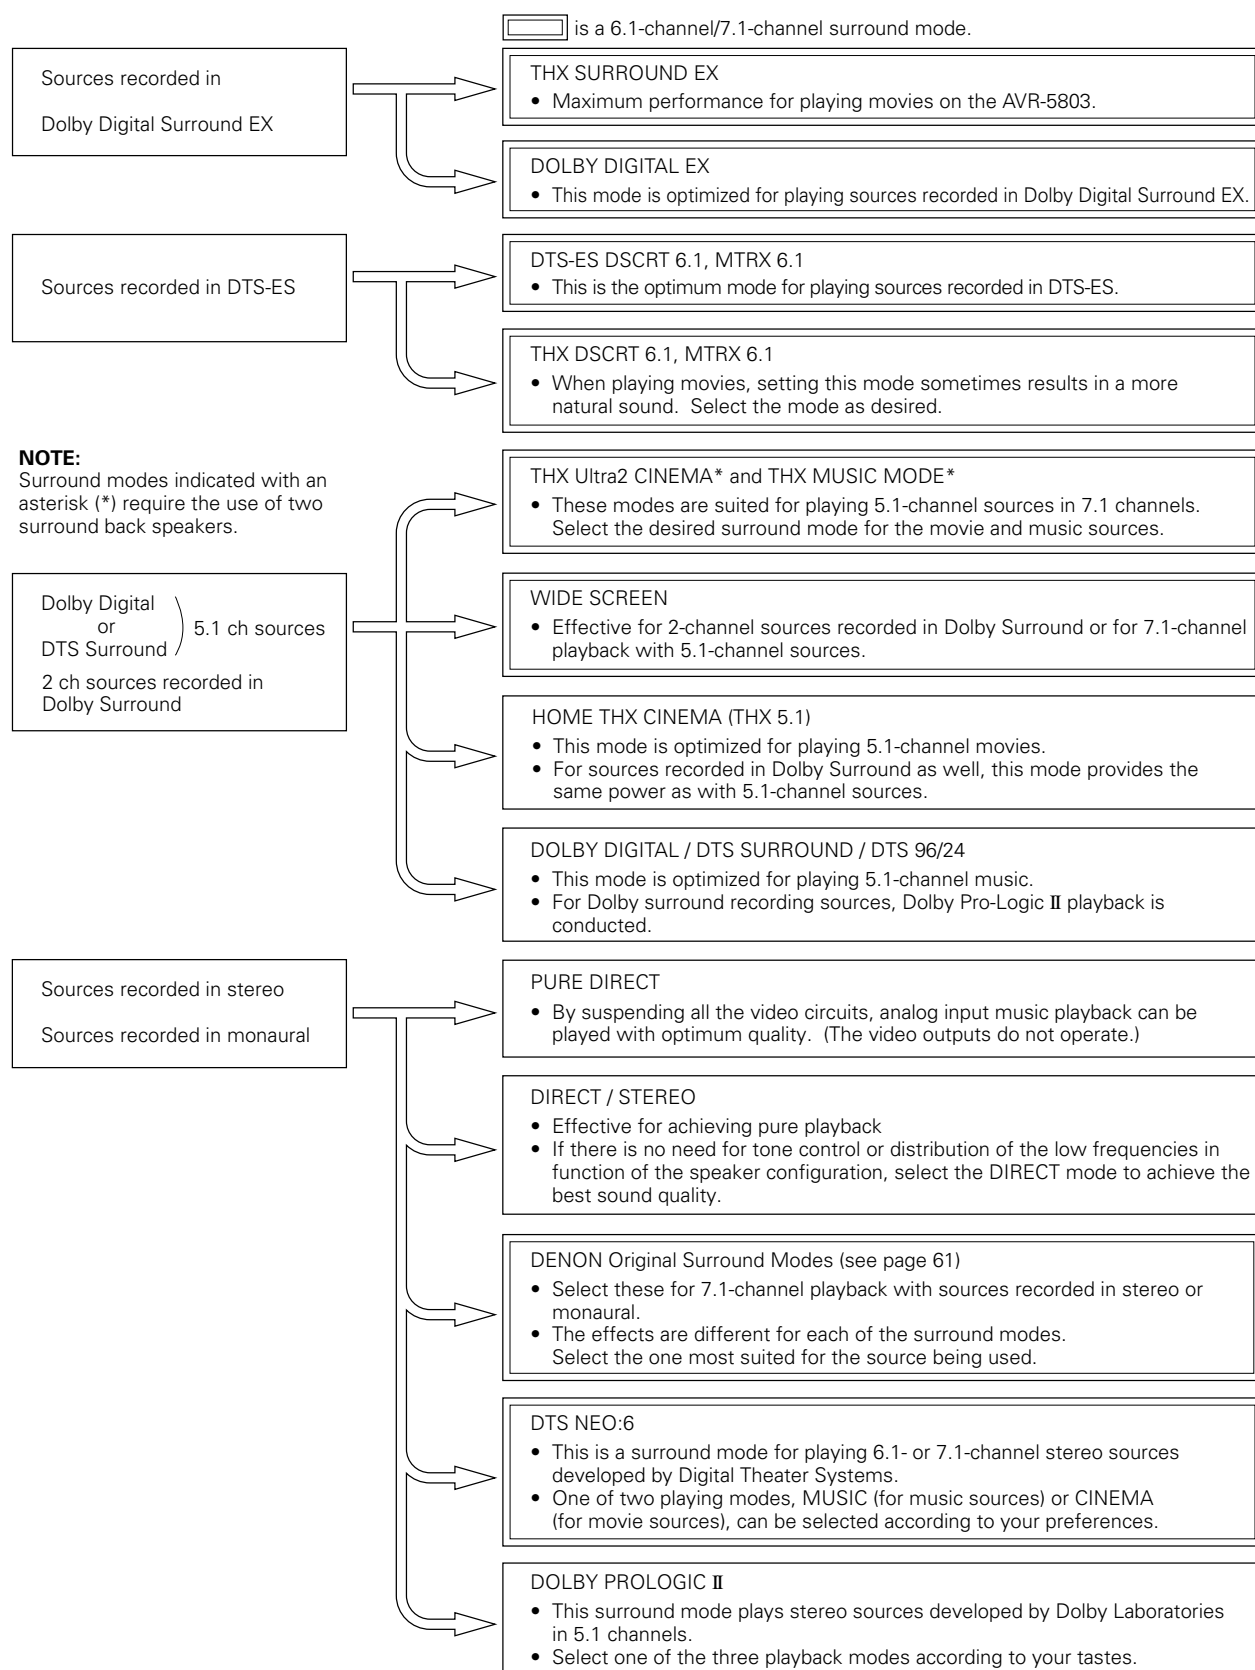 is a 6.1-channel/7.1-channel surround mode.
Sources recorded in
Dolby Digital Surround EX
THX SURROUND EX
• Maximum performance for playing movies on the AVR-5803.
DOLBY DIGITAL EX
• This mode is optimized for playing sources recorded in Dolby Digital Surround EX.
Sources recorded in DTS-ES
DTS-ES DSCRT 6.1, MTRX 6.1
• This is the optimum mode for playing sources recorded in DTS-ES.
THX DSCRT 6.1, MTRX 6.1
• When playing movies, setting this mode sometimes results in a more
natural sound. Select the mode as desired.
NOTE:
Surround modes indicated with an
asterisk (*) require the use of two
surround back speakers.
THX Ultra2 CINEMA* and THX MUSIC MODE*
• These modes are suited for playing 5.1-channel sources in 7.1 channels.
Select the desired surround mode for the movie and music sources.
Dolby Digital
or
DTS Surround
5.1 ch sources
2 ch sources recorded in
Dolby Surround
WIDE SCREEN
• Effective for 2-channel sources recorded in Dolby Surround or for 7.1-channel
playback with 5.1-channel sources.
HOME THX CINEMA (THX 5.1)
• This mode is optimized for playing 5.1-channel movies.
• For sources recorded in Dolby Surround as well, this mode provides the
same power as with 5.1-channel sources.
DOLBY DIGITAL / DTS SURROUND / DTS 96/24
• This mode is optimized for playing 5.1-channel music.
• For Dolby surround recording sources, Dolby Pro-Logic II playback is
conducted.
Sources recorded in stereo
Sources recorded in monaural
PURE DIRECT
• By suspending all the video circuits, analog input music playback can be
played with optimum quality. (The video outputs do not operate.)
DIRECT / STEREO
• Effective for achieving pure playback
• If there is no need for tone control or distribution of the low frequencies in
function of the speaker configuration, select the DIRECT mode to achieve the
best sound quality.
DENON Original Surround Modes (see page 61)
• Select these for 7.1-channel playback with sources recorded in stereo or
monaural.
• The effects are different for each of the surround modes.
Select the one most suited for the source being used.
DTS NEO:6
• This is a surround mode for playing 6.1- or 7.1-channel stereo sources
developed by Digital Theater Systems.
• One of two playing modes, MUSIC (for music sources) or CINEMA
(for movie sources), can be selected according to your preferences.
DOLBY PROLOGIC II
• This surround mode plays stereo sources developed by Dolby Laboratories
in 5.1 channels.
• Select one of the three playback modes according to your tastes.